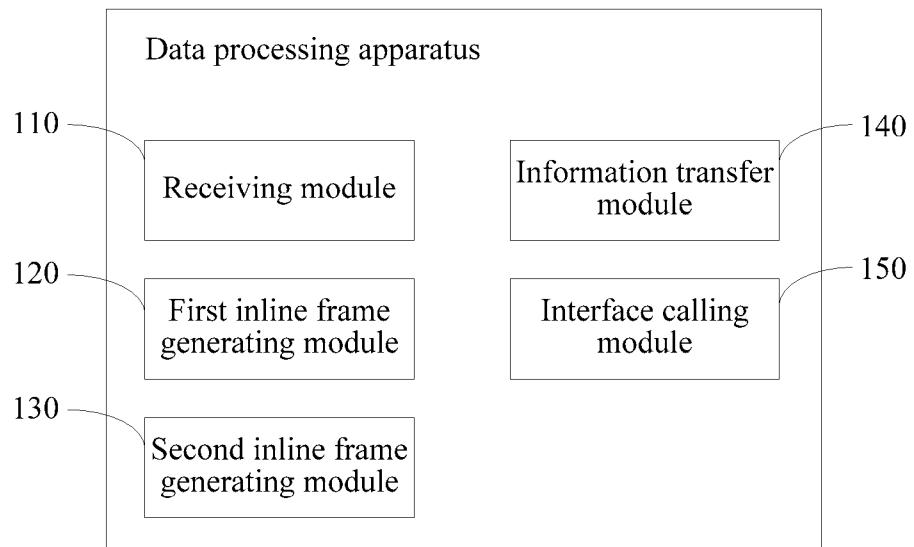 Data processing apparatus
110
Receiving module
140
Information transfer
module
120
First inline frame
generating module
150
Interface calling
module
130
Second inline frame
generating module